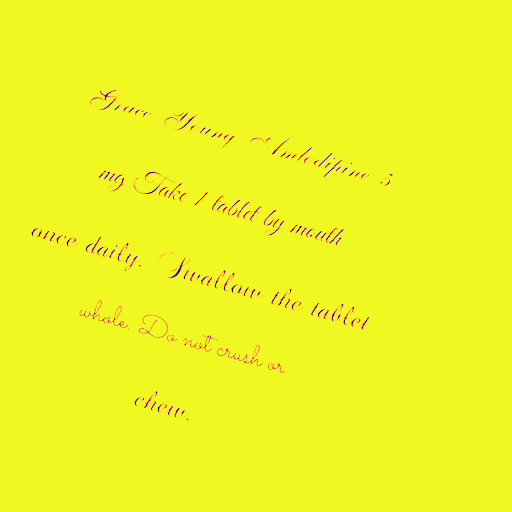 Grace Young Amlodipine 5
mg Take 1 tablet by mouth
once daily. Swallow the tablet
whole. Do not crush or
chew.